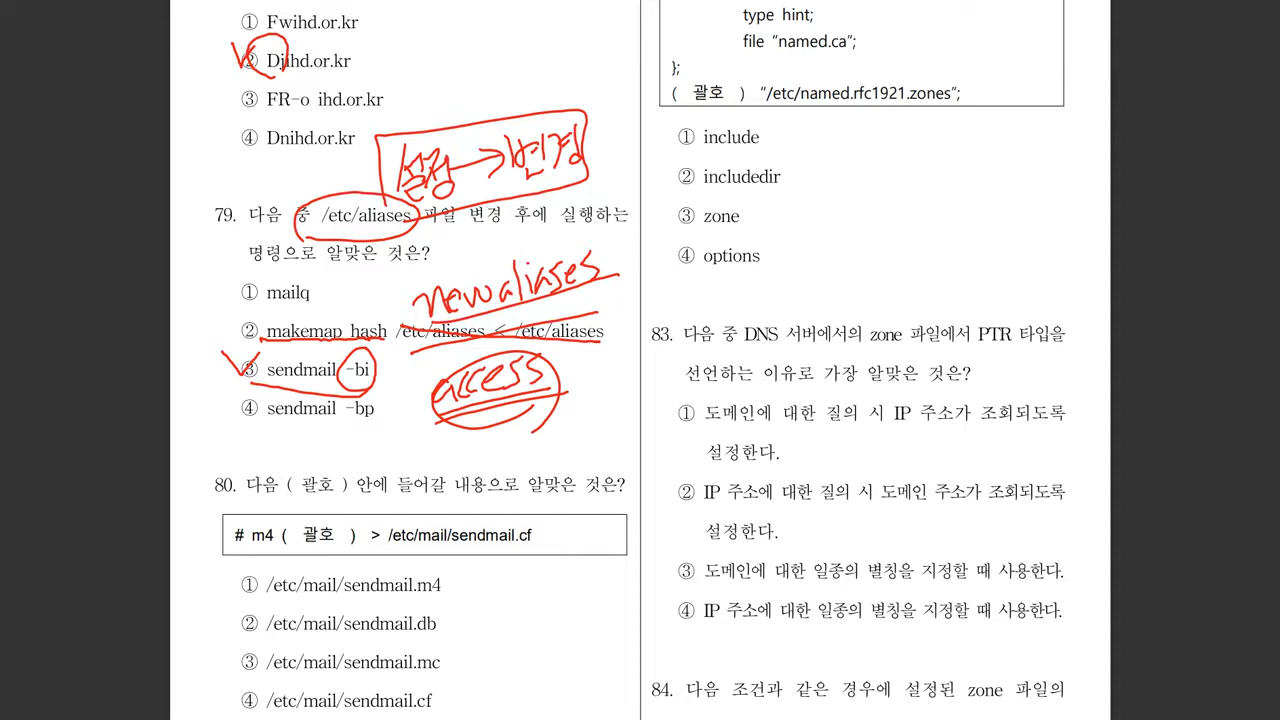 ① Fwihd.or.kr
② Djihd.or.kr
③ FR-o ihd.or.kr
④ Dnihd.or.kr
설정 → 변경
79. 다음 중 /etc/aliases 파일 변경 후에 실행하는
명령으로 알맞은 것은?
① mailq
newaliases
② makemap hash /etc/aliases < /etc/aliases
③ sendmail -bi
access
④ sendmail -bp
80. 다음 ( 괄호 ) 안에 들어갈 내용으로 알맞은 것은?
# m4 ( 괄호 ) > /etc/mail/sendmail.cf
① /etc/mail/sendmail.m4
② /etc/mail/sendmail.db
③ /etc/mail/sendmail.mc
④ /etc/mail/sendmail.cf
type hint;
file “named.ca”;
};
( 괄호 ) “/etc/named.rfc1921.zones”;
① include
② includedir
③ zone
④ options
83. 다음 중 DNS 서버에서의 zone 파일에서 PTR 타입을
선언하는 이유로 가장 알맞은 것은?
① 도메인에 대한 질의 시 IP 주소가 조회되도록
설정한다.
② IP 주소에 대한 질의 시 도메인 주소가 조회되도록
설정한다.
③ 도메인에 대한 일종의 별칭을 지정할 때 사용한다.
④ IP 주소에 대한 일종의 별칭을 지정할 때 사용한다.
84. 다음 조건과 같은 경우에 설정된 zone 파일의